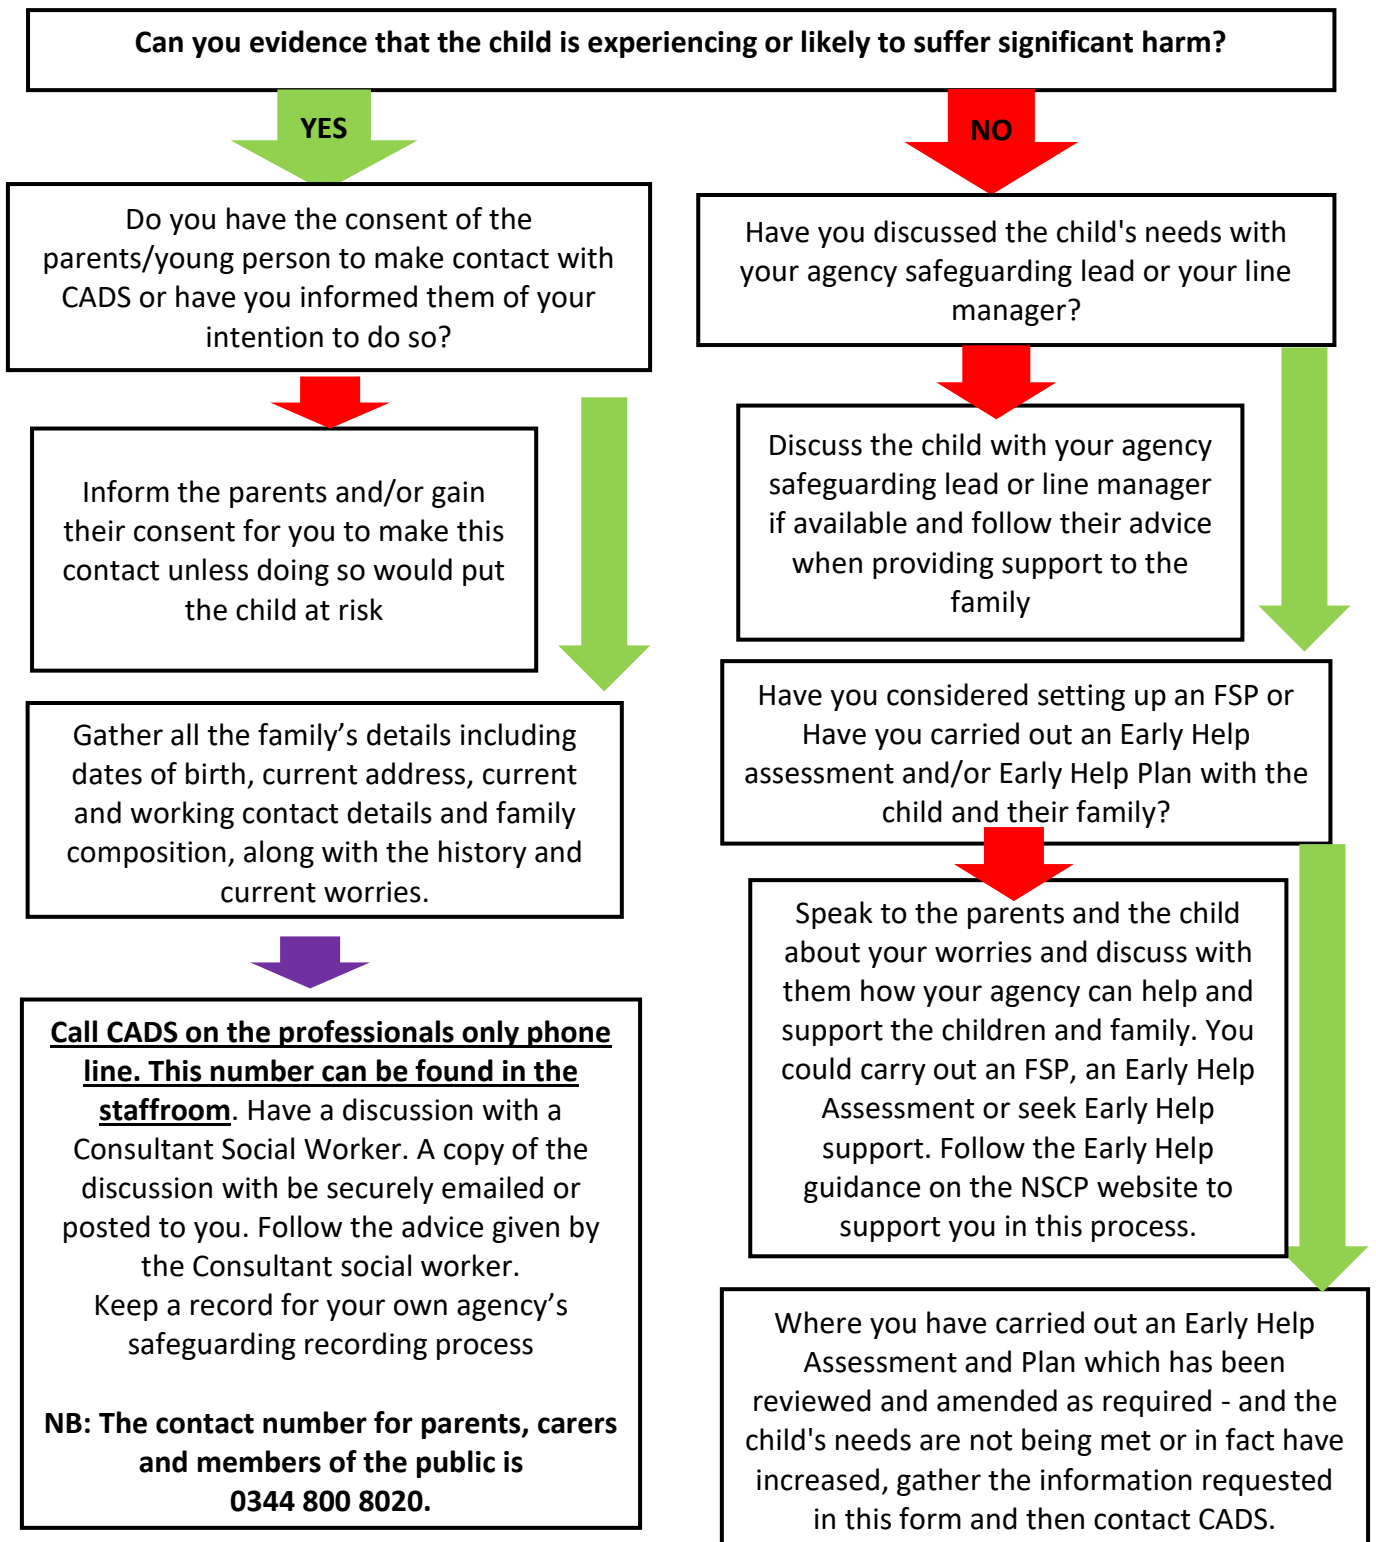 Can you evidence that the child is experiencing or likely to suffer significant harm?
YES
NO
Do you have the consent of the
parents/young person to make contact with
CADS or have you informed them of your
intention to do so?
Inform the parents and/or gain
their consent for you to make this
contact unless doing so would put
the child at risk
Gather all the family’s details including
dates of birth, current address, current
and working contact details and family
composition, along with the history and
current worries.
Call CADS on the professionals only phone
line. This number can be found in the
staffroom. Have a discussion with a
Consultant Social Worker. A copy of the
discussion with be securely emailed or
posted to you. Follow the advice given by
the Consultant social worker.
Keep a record for your own agency’s
safeguarding recording process
NB: The contact number for parents, carers
and members of the public is
0344 800 8020.
Have you discussed the child's needs with
your agency safeguarding lead or your line
manager?
Discuss the child with your agency
safeguarding lead or line manager
if available and follow their advice
when providing support to the
family
Have you considered setting up an FSP or
Have you carried out an Early Help
assessment and/or Early Help Plan with the
child and their family?
Speak to the parents and the child
about your worries and discuss with
them how your agency can help and
support the children and family. You
could carry out an FSP, an Early Help
Assessment or seek Early Help
support. Follow the Early Help
guidance on the NSCP website to
support you in this process.
Where you have carried out an Early Help
Assessment and Plan which has been
reviewed and amended as required - and the
child's needs are not being met or in fact have
increased, gather the information requested
in this form and then contact CADS.